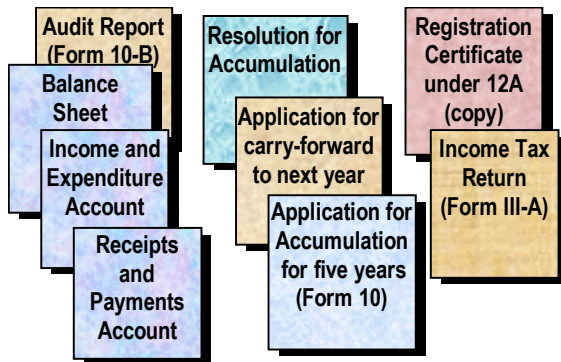 Audit Report
(Form 10-B)
Balance
Sheet
Income and
Expenditure
Account
Receipts
and
Payments
Account
Resolution for
Accumulation
Application for
carry-forward
to next year
Application for
Accumulation
for five years
(Form 10)
Registration
Certificate
under 12A
(copy)
Income Tax
Return
(Form III-A)